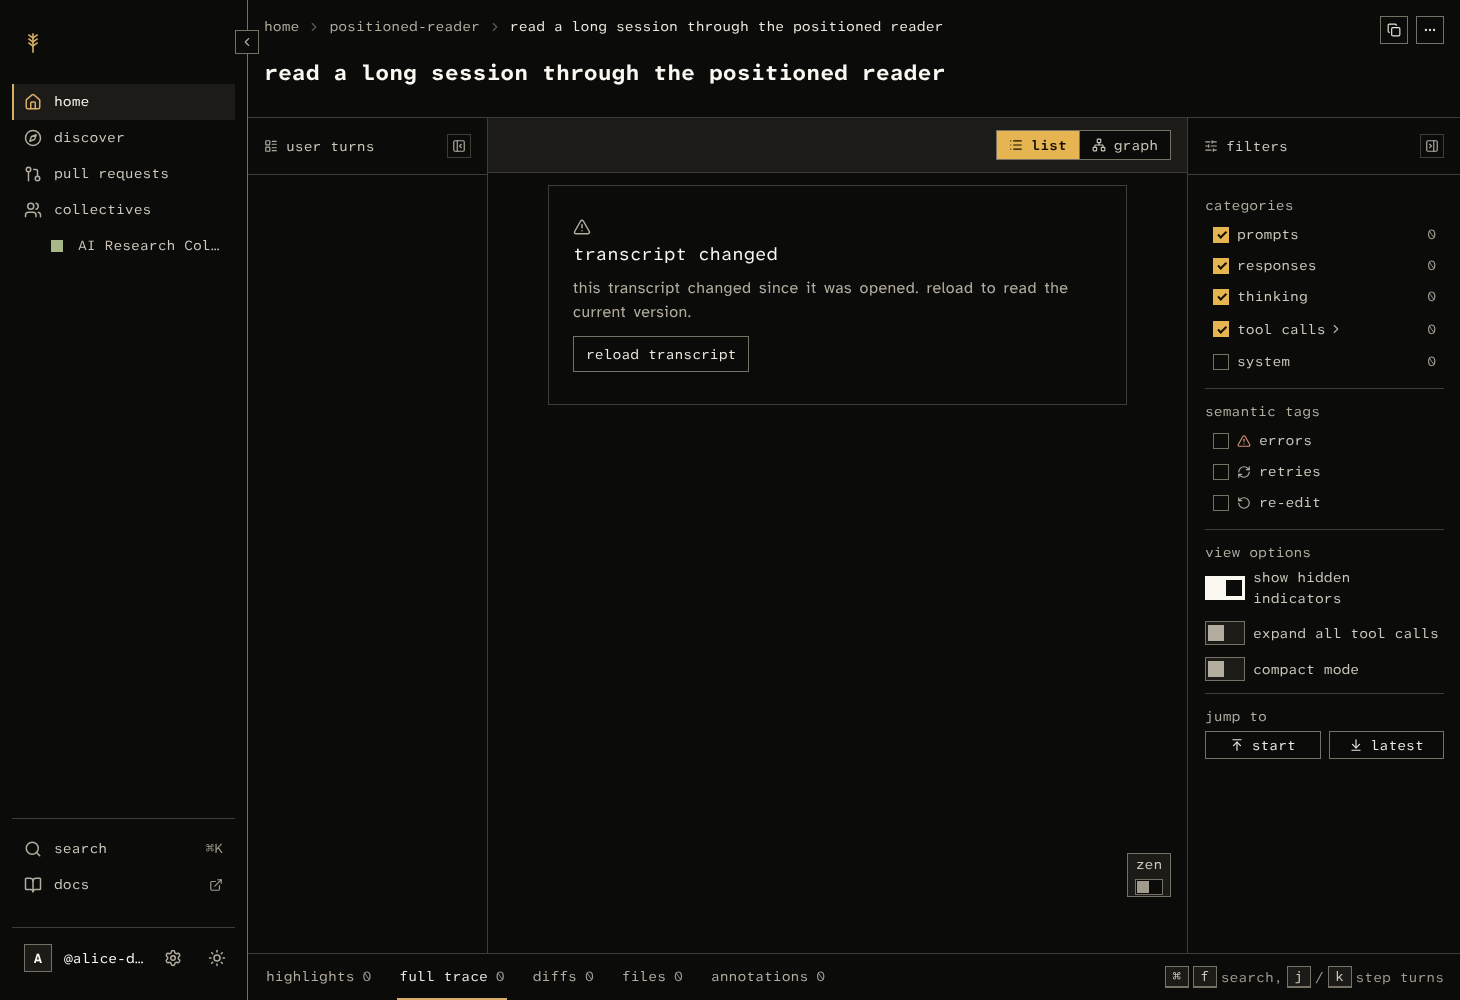 home
discover
pull requests
collectives
AI Research Col…
search ⌘K
docs
A @alice-d…
home > positioned-reader > read a long session through the positioned reader
read a long session through the positioned reader
user turns
list graph
transcript changed
this transcript changed since it was opened. reload to read the
current version.
reload transcript
zen
filters
categories
prompts 0
responses 0
thinking 0
tool calls > 0
system 0
semantic tags
errors
retries
re-edit
view options
show hidden
indicators
expand all tool calls
compact mode
jump to
start latest
highlights 0 full trace 0 diffs 0 files 0 annotations 0
⌘ f search, j / k step turns